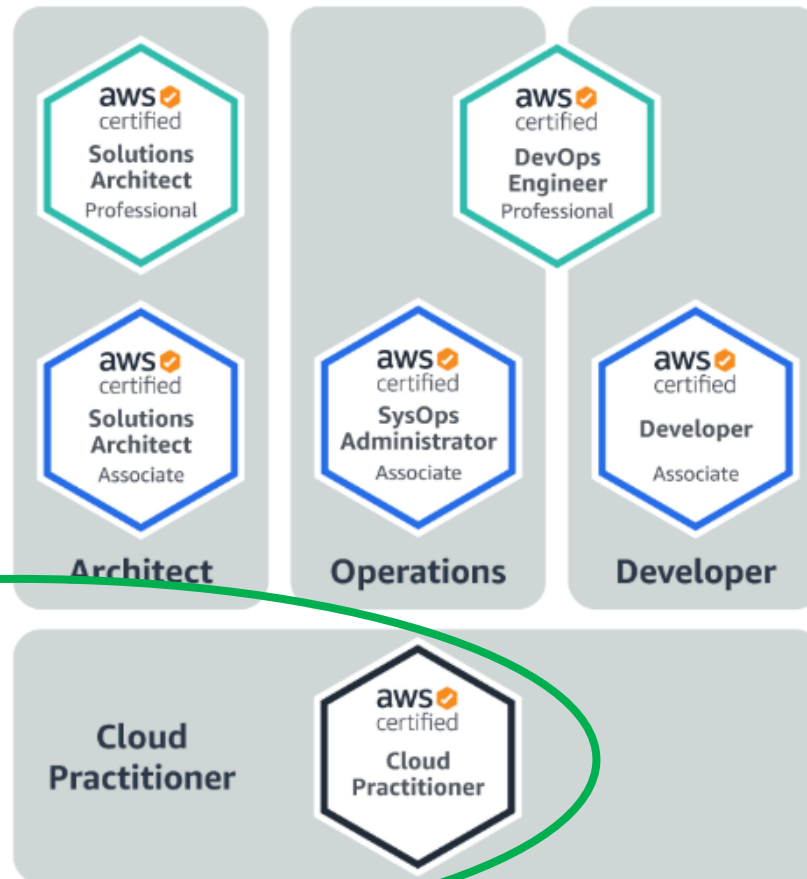 aws
certified
Solutions
Architect
Professional
aws
certified
DevOps
Engineer
Professional
aws
certified
Solutions
Architect
Associate
aws
certified
SysOps
Administrator
Associate
aws
certified
Developer
Associate
Architect
Operations
Developer
Cloud
Practitioner
aws
certified
Cloud
Practitioner